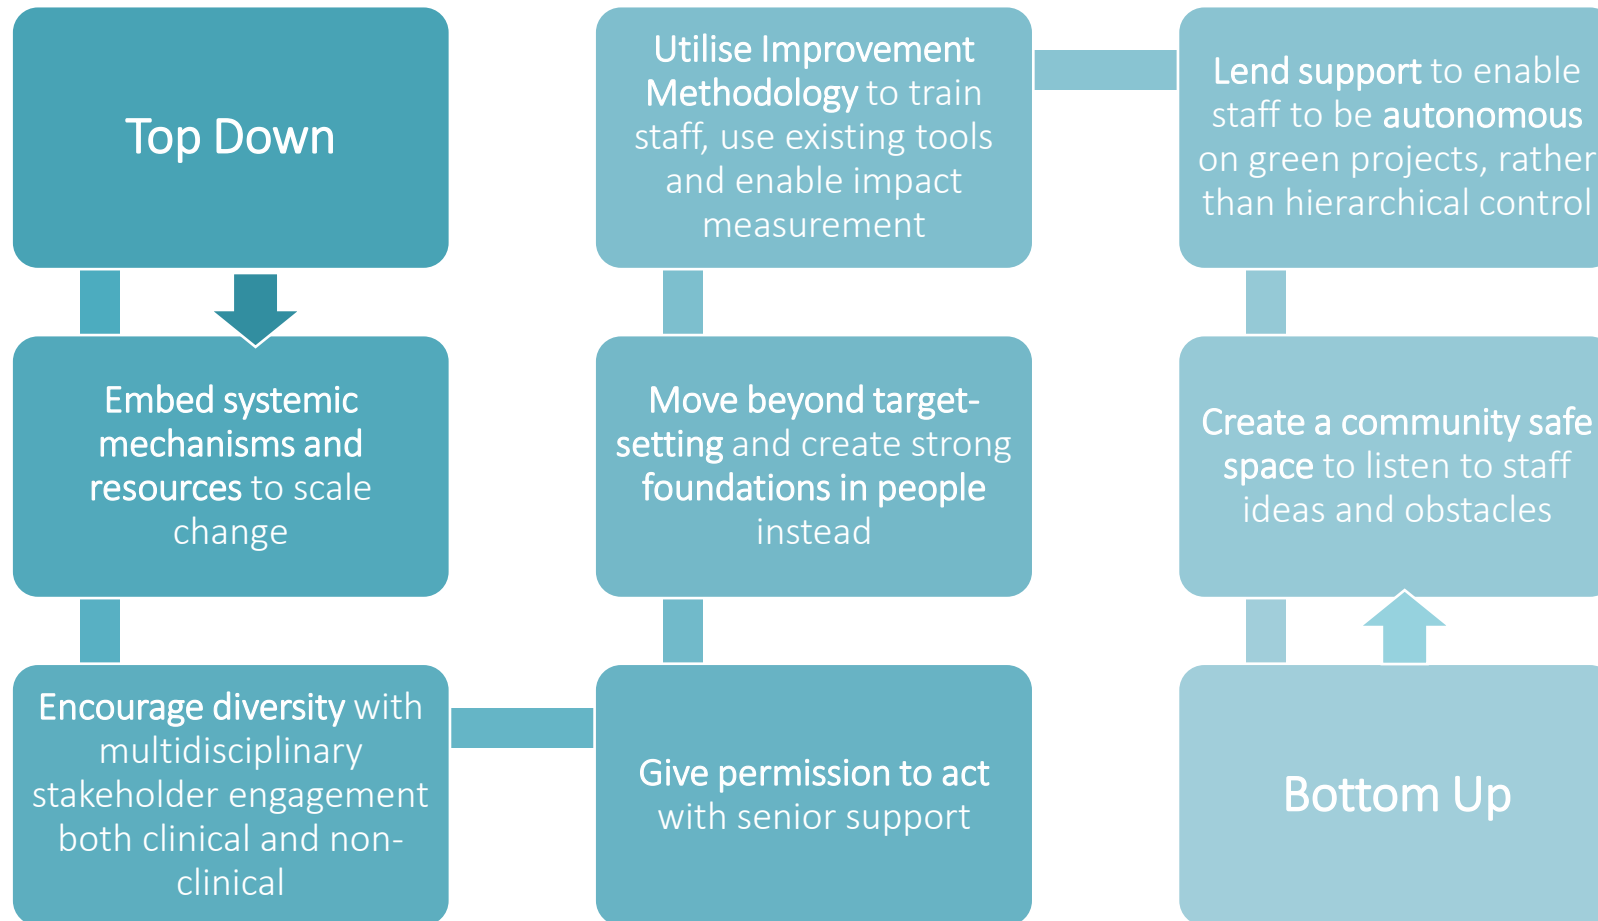 Top Down
Embed systemic
mechanisms and
resources to scale
change
Encourage diversity with
multidisciplinary
stakeholder engagement
both clinical and non-
clinical
Give permission to act
with senior support
Move beyond target-
setting and create strong
foundations in people
instead
Utilise Improvement
Methodology to train
staff, use existing tools
and enable impact
measurement
Lend support to enable
staff to be autonomous
on green projects, rather
than hierarchical control
Create a community safe
space to listen to staff
ideas and obstacles
Bottom Up